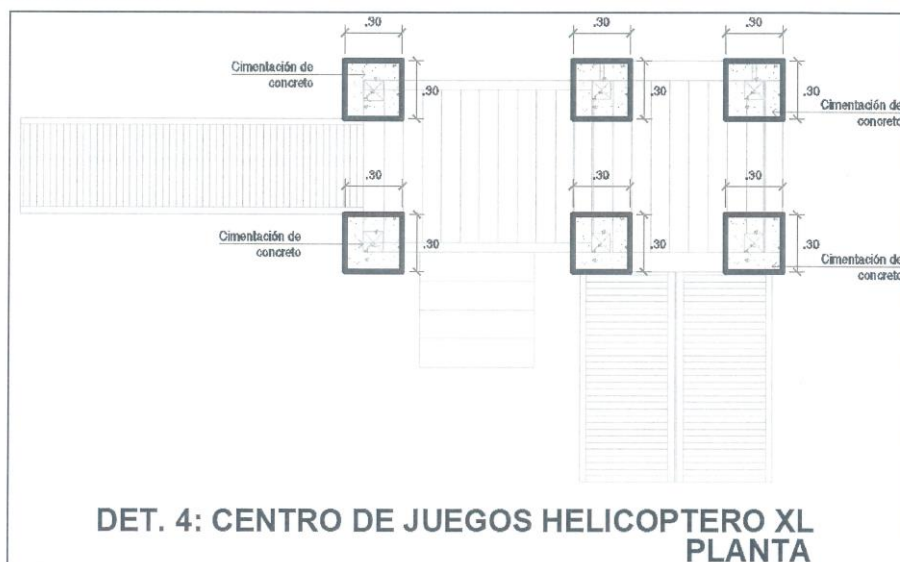 .30
.30
.30
Cimentación de
concreto
.30
.30
.30
Cimentación de
concreto
.30
.30
.30
Cimentación de
concreto
.30
.30
.30
Cimentación de
concreto
DET. 4: CENTRO DE JUEGOS HELICOPTERO XL
PLANTA